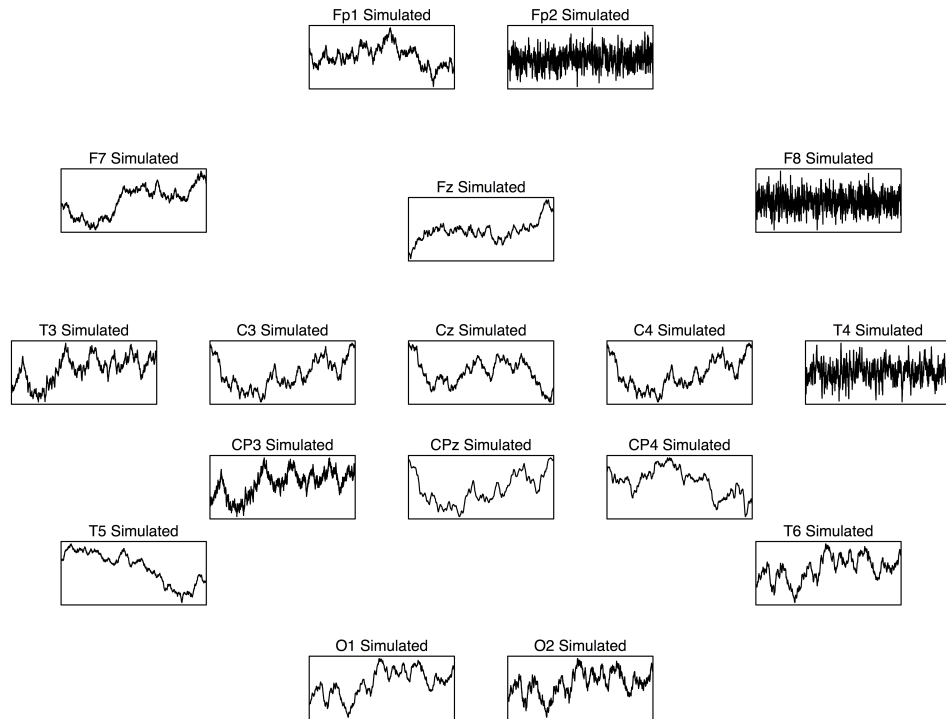 Fp1 Simulated
Fp2 Simulated
F7 Simulated
Fz Simulated
F8 Simulated
T3 Simulated
C3 Simulated
Cz Simulated
C4 Simulated
T4 Simulated
CP3 Simulated
CPz Simulated
CP4 Simulated
T5 Simulated
T6 Simulated
O1 Simulated
O2 Simulated